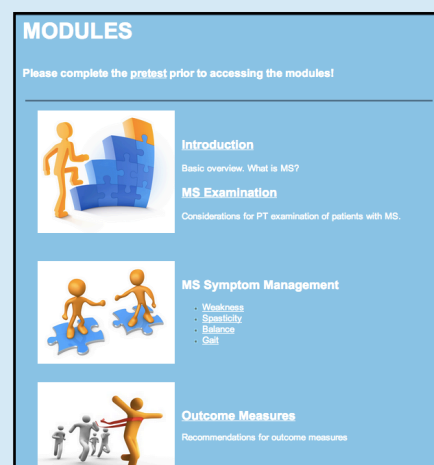 MODULES
Please complete the pretest prior to accessing the modules!
Introduction
Basic overview. What is MS?
MS Examination
Considerations for PT examination of patients with MS.
MS Symptom Management
Weakness
Spasticity
Balance
Gait
Outcome Measures
Recommendations for outcome measures